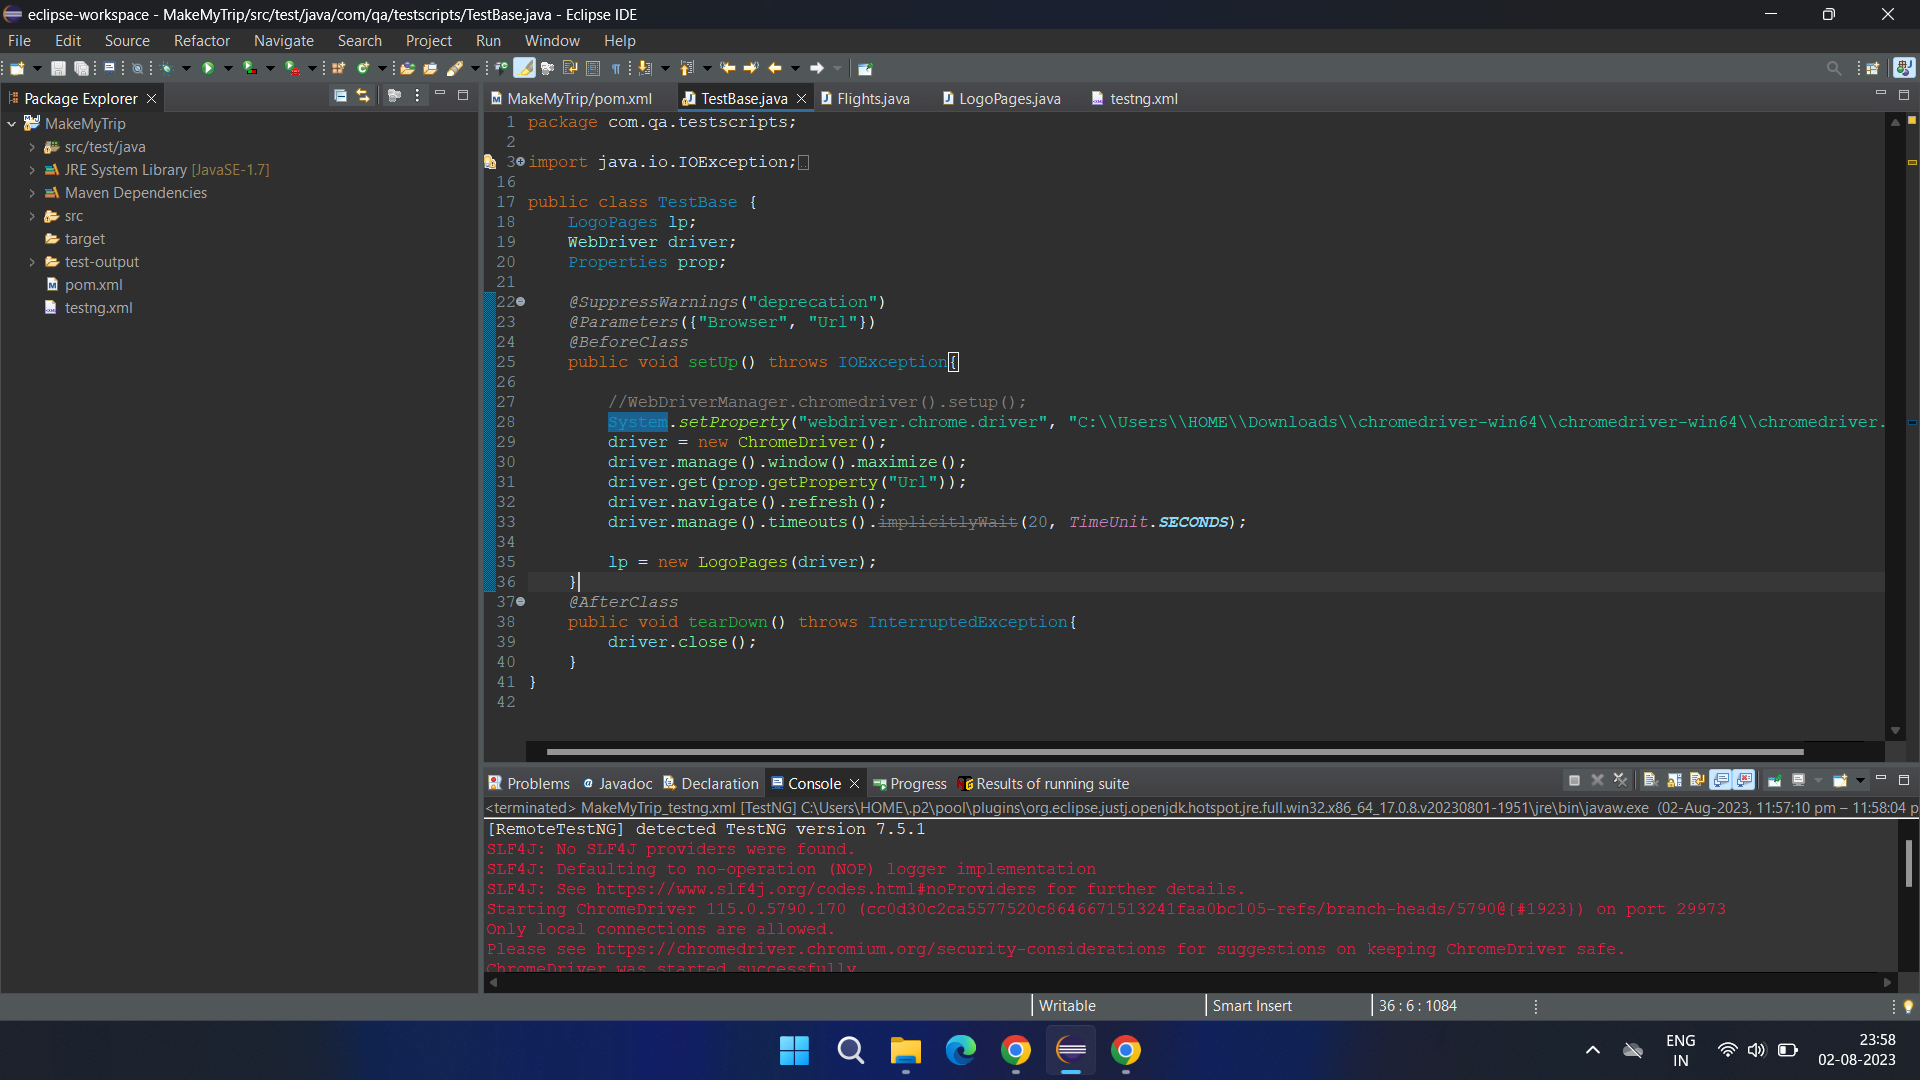 eclipse-workspace - MakeMyTrip/src/test/java/com/qa/testscripts/TestBase.java - Eclipse IDE
File Edit Source Refactor Navigate Search Project Run Window Help
Package Explorer
MakeMyTrip
src/test/java
JRE System Library [JavaSE-1.7]
Maven Dependencies
src
target
test-output
pom.xml
testng.xml
MakeMyTrip/pom.xml TestBase.java Flights.java LogoPages.java testng.xml
1 package com.qa.testscripts;
2
3 import java.io.IOException;
16
17 public class TestBase {
18 LogoPages lp;
19 WebDriver driver;
20 Properties prop;
21
22 @SuppressWarnings("deprecation")
23 @Parameters({"Browser", "Url"})
24 @BeforeClass
25 public void setUp() throws IOException{
26
27 //WebDriverManager.chromedriver().setup();
28 System.setProperty("webdriver.chrome.driver", "C:\\Users\\HOME\\Downloads\\chromedriver-win64\\chromedriver-win64\\chromedriver.
29 driver = new ChromeDriver();
30 driver.manage().window().maximize();
31 driver.get(prop.getProperty("Url"));
32 driver.navigate().refresh();
33 driver.manage().timeouts().implicitlyWait(20, TimeUnit.SECONDS);
34
35 lp = new LogoPages(driver);
36 }
37 @AfterClass
38 public void tearDown() throws InterruptedException{
39 driver.close();
40 }
41 }
42
Problems Javadoc Declaration Console Progress Results of running suite
<terminated> MakeMyTrip_testng.xml [TestNG] C:\Users\HOME\.p2\pool\plugins\org.eclipse.justj.openjdk.hotspot.jre.full.win32.x86_64_17.0.8.v20230801-1951\jre\bin\javaw.exe (02-Aug-2023, 11:57:10 pm – 11:58:04 p
[RemoteTestNG] detected TestNG version 7.5.1
SLF4J: No SLF4J providers were found.
SLF4J: Defaulting to no-operation (NOP) logger implementation
SLF4J: See https://www.slf4j.org/codes.html#noProviders for further details.
Starting ChromeDriver 115.0.5790.170 (cc0d30c2ca5577520c8646671513241faa0bc105-refs/branch-heads/5790@{#1923}) on port 29973
Only local connections are allowed.
Please see https://chromedriver.chromium.org/security-considerations for suggestions on keeping ChromeDriver safe.
ChromeDriver was started successfully
Writable Smart Insert 36 : 6 : 1084
ENG
IN
23:58
02-08-2023